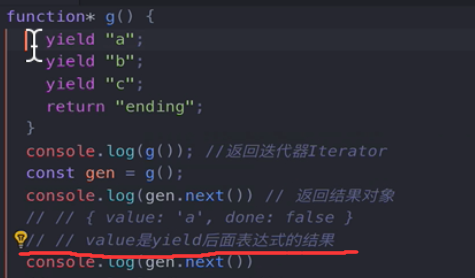 function* g() {
yield "a";
yield "b";
yield "c";
return "ending";
}
console.log(g()); //返回迭代器Iterator
const gen = g();
console.log(gen.next()) // 返回结果对象
// // { value: 'a', done: false }
// // value是yield后面表达式的结果
console.log(gen.next())